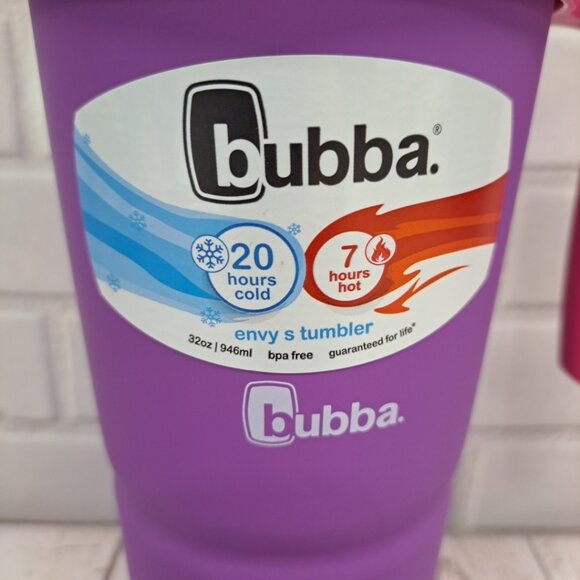 bubba.®
20 hours cold
7 hours hot
envy s tumbler
32oz | 946ml bpa free guaranteed for life*
bubba.